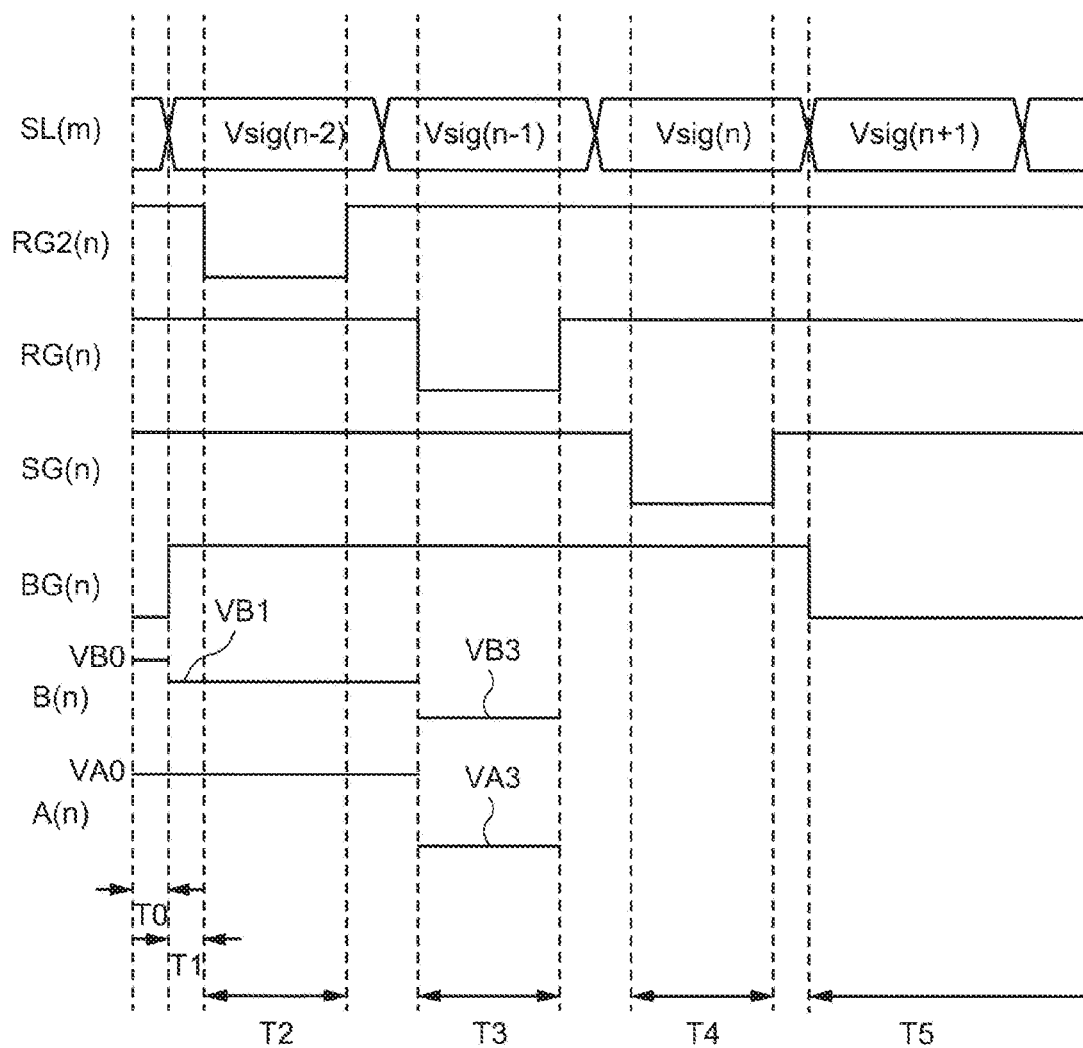 SL(m)
Vsig(n-2)
Vsig(n-1)
Vsig(n)
Vsig(n+1)
RG2(n)
RG(n)
SG(n)
BG(n)
VB1
VB0
VB3
B(n)
VA0
VA3
A(n)
T0
T1
T2
T3
T4
T5